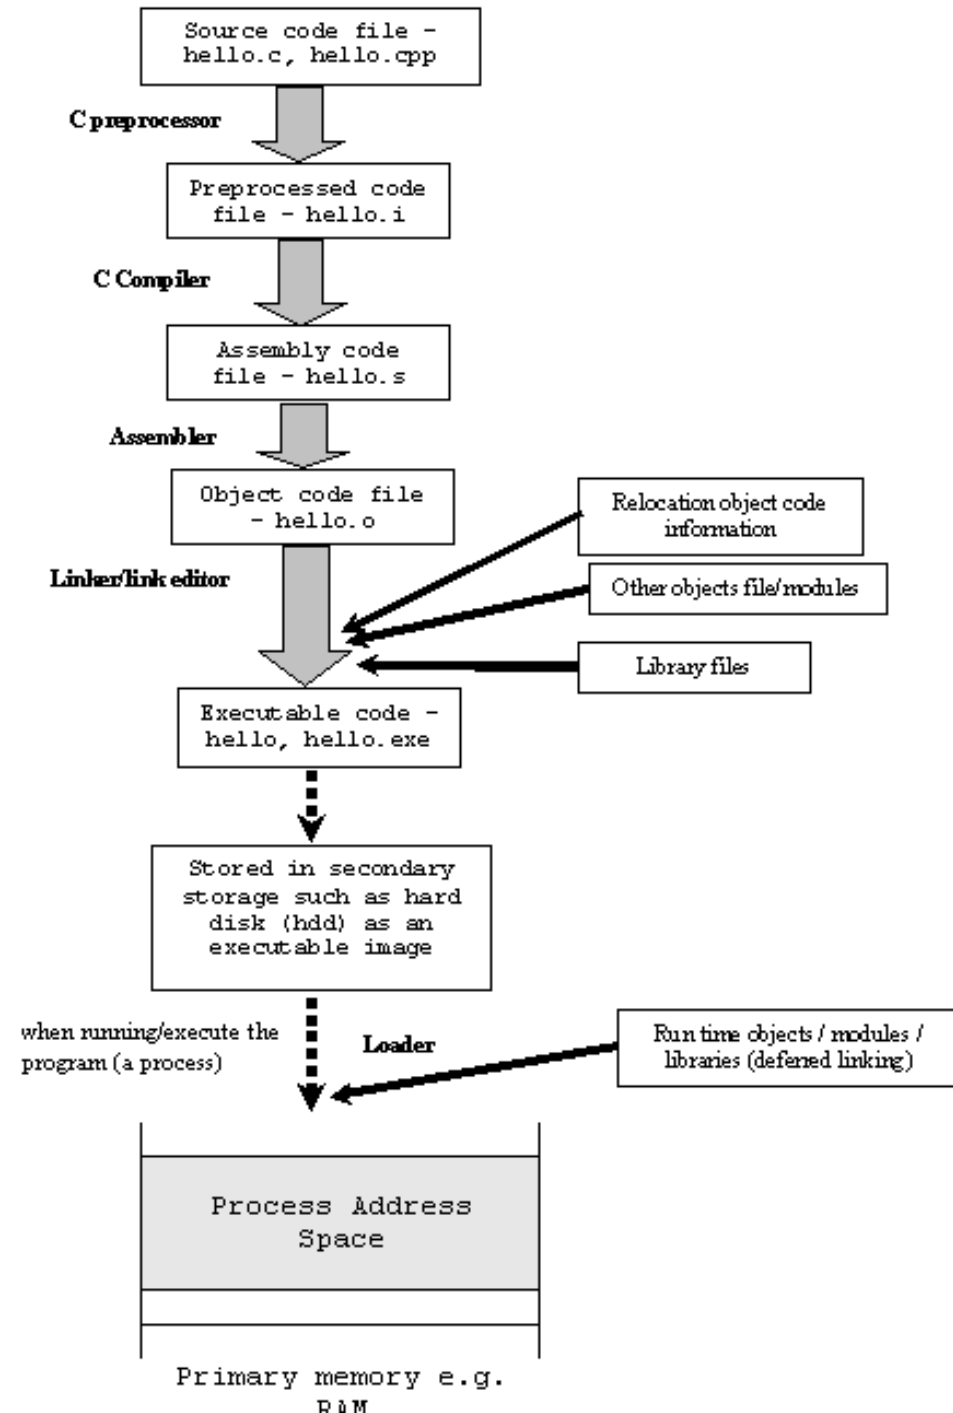 Source code file -
hello.c, hello.cpp
C preprocessor
Preprocessed code
file - hello.i
C Compiler
Assembly code
file - hello.s
Assembler
Object code file
- hello.o
Relocation object code
information
Linker/link editor
Other objects file/modules
Library files
Executable code -
hello, hello.exe
Stored in secondary
storage such as hard
disk (hdd) as an
executable image
when running/execute the
program (a process)
Loader
Run time objects / modules /
libraries (deferred linking)
Process Address
Space
Primary memory e.g.
RAM